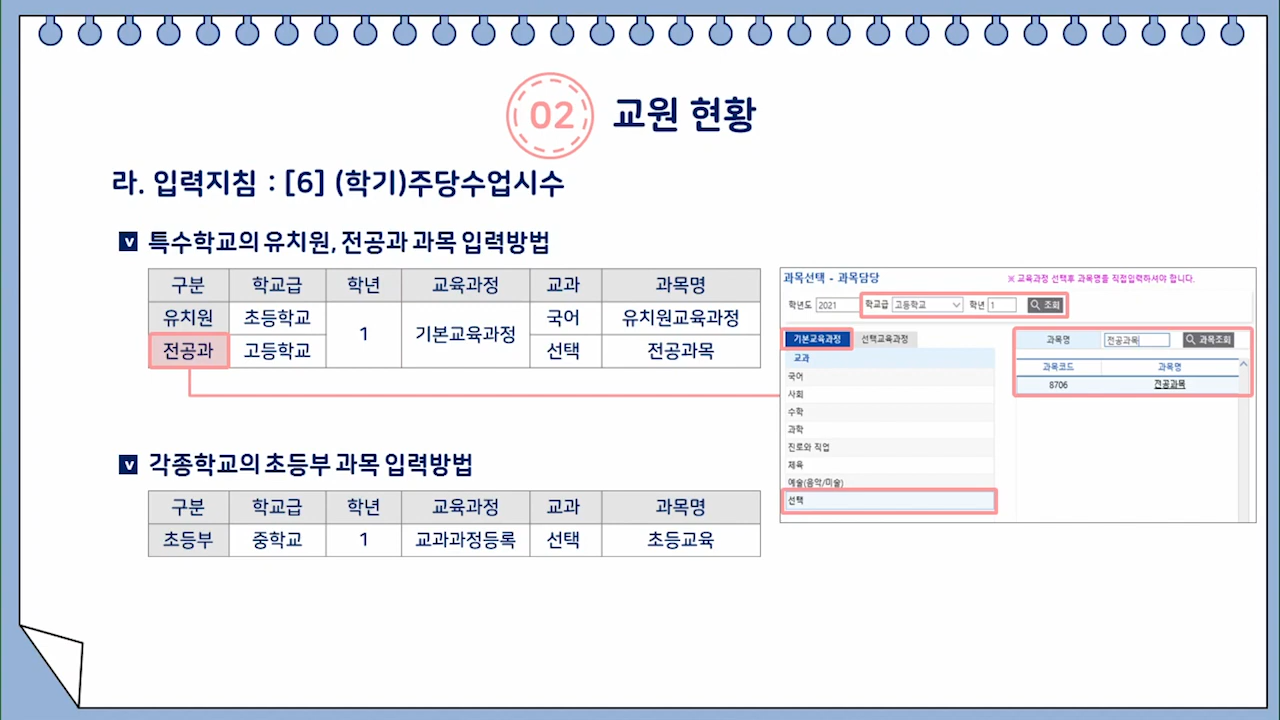 02 교원 현황
라. 입력지침 : [6] (학기)주당수업시수
v 특수학교의 유치원, 전공과 과목 입력방법
구분 학교급 학년 교육과정 교과 과목명
유치원 초등학교 1 기본교육과정 국어 유치원교육과정
전공과 고등학교 선택 전공과목
과목선택 - 과목담당 ※ 교육과정 선택후 과목명을 직접입력하셔야 합니다.
학년도 2021 학교급 고등학교 학년 1 조회
기본교육과정 선택교육과정 과목명 전공과목 과목조회
교과 과목코드 과목명
국어 8706 전공과목
사회
수학
과학
진로와 직업
체육
예술(음악/미술)
선택
v 각종학교의 초등부 과목 입력방법
구분 학교급 학년 교육과정 교과 과목명
초등부 중학교 1 교과과정등록 선택 초등교육